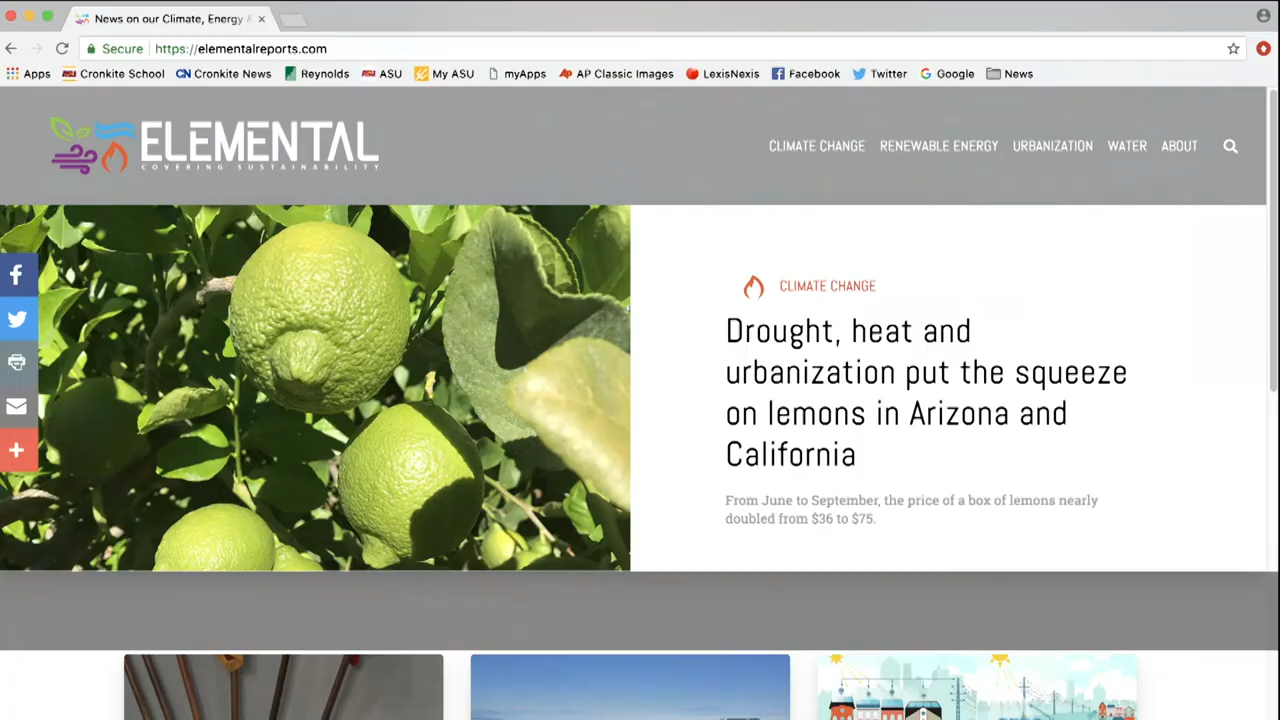 News on our Climate, Energy &
Secure https://elementalreports.com
Apps Cronkite School CN Cronkite News Reynolds ASU My ASU myApps AP Classic Images LexisNexis Facebook Twitter Google News
ELEMENTAL
COVERING SUSTAINABILITY
CLIMATE CHANGE RENEWABLE ENERGY URBANIZATION WATER ABOUT
CLIMATE CHANGE
Drought, heat and
urbanization put the squeeze
on lemons in Arizona and
California
From June to September, the price of a box of lemons nearly
doubled from $36 to $75.